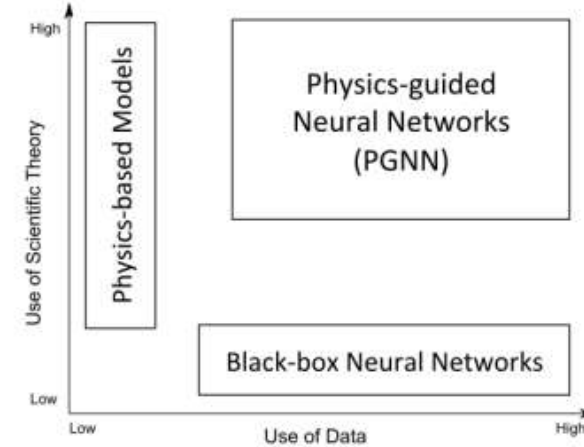 High
Use of Scientific Theory
Low
Physics-based Models
Physics-guided
Neural Networks
(PGNN)
Black-box Neural Networks
Low
Use of Data
High